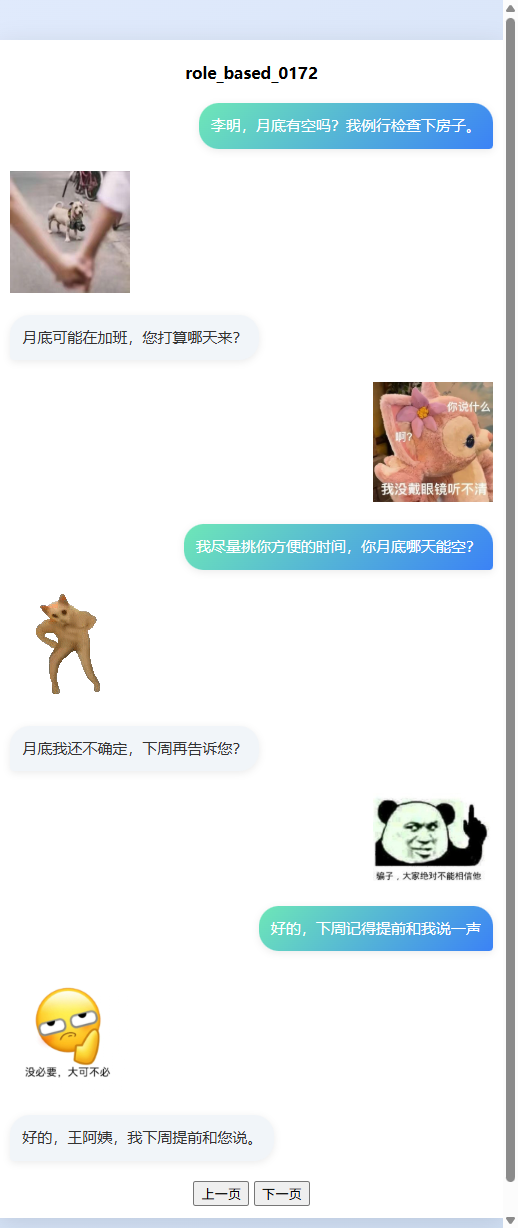 role_based_0172
李明，月底有空吗？我例行检查下房子。
月底可能在加班，您打算哪天来？
你说什么
啊？
我没戴眼镜听不清
我尽量挑你方便的时间，你月底哪天能空？
月底我还不确定，下周再告诉您？
骗子，大家绝对不能相信他
好的，下周记得提前和我说一声
没必要，大可不必
好的，王阿姨，我下周提前和您说。
上一页 下一页